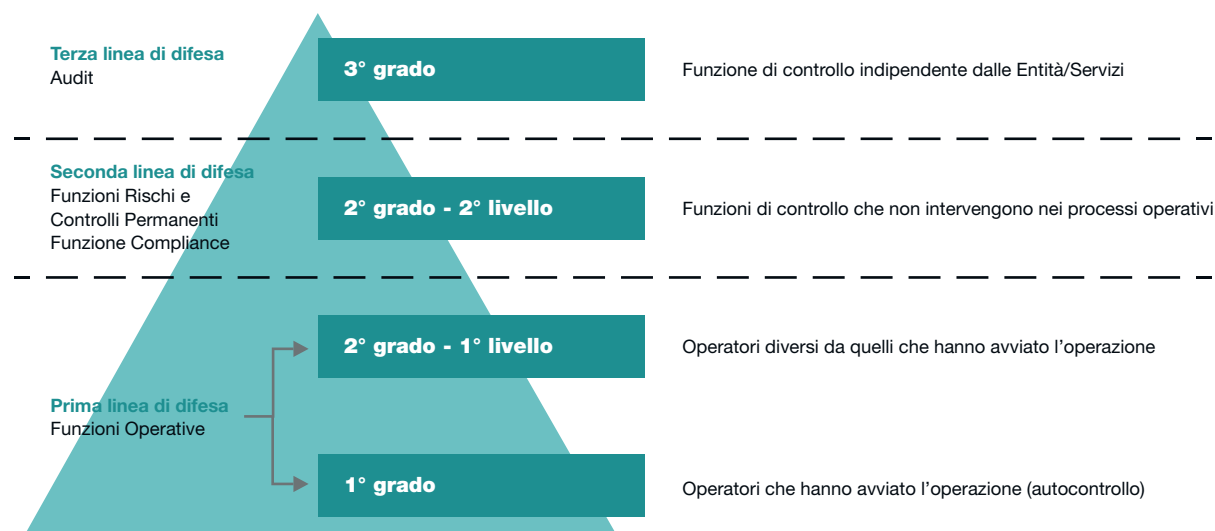 Terza linea di difesa
Audit
3° grado
Funzione di controllo indipendente dalle Entità/Servizi
Seconda linea di difesa
Funzioni Rischi e
Controlli Permanenti
Funzione Compliance
2° grado - 2° livello
Funzioni di controllo che non intervengono nei processi operativi
2° grado - 1° livello
Operatori diversi da quelli che hanno avviato l’operazione
Prima linea di difesa
Funzioni Operative
1° grado
Operatori che hanno avviato l’operazione (autocontrollo)